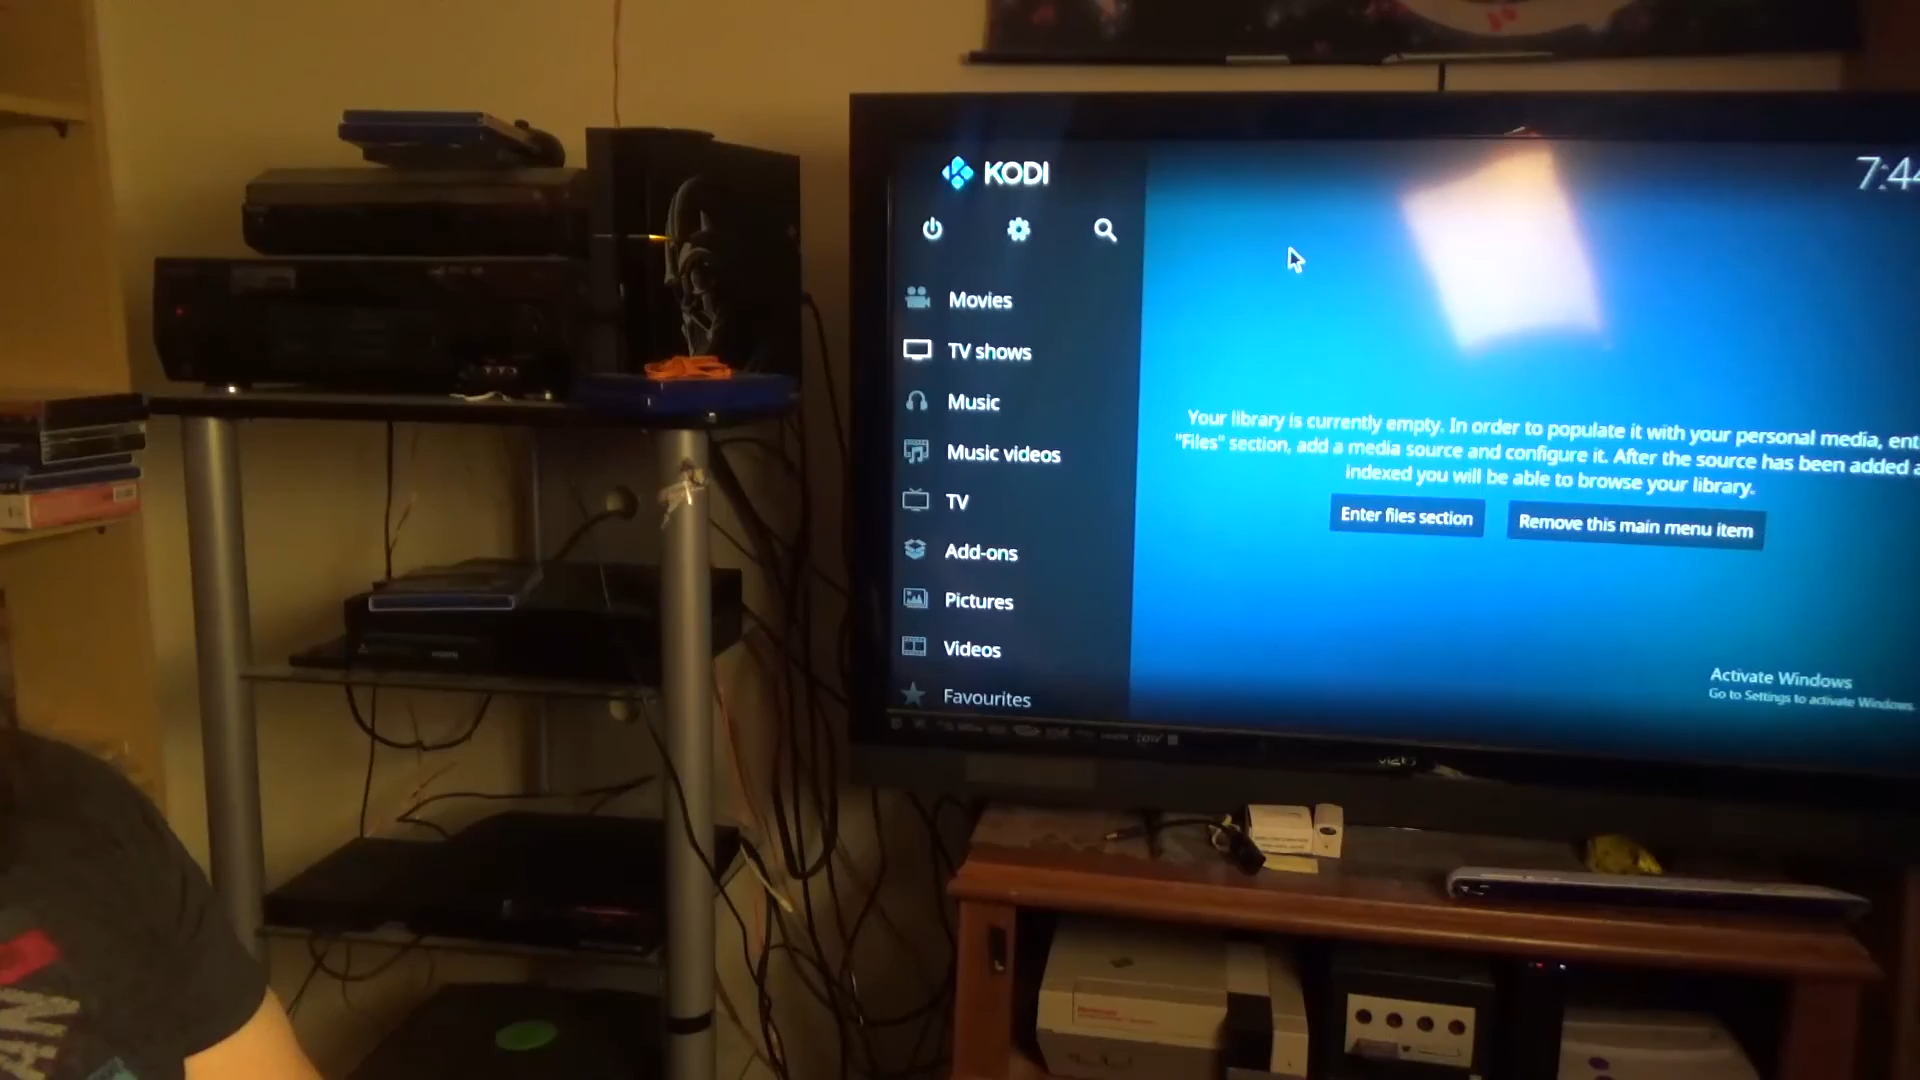 KODI
7:44
Movies
TV shows
Music
Music videos
TV
Add-ons
Pictures
Videos
Favourites
Your library is currently empty. In order to populate it with your personal media, ent
"Files" section, add a media source and configure it. After the source has been added a
indexed you will be able to browse your library.
Enter files section
Remove this main menu item
Activate Windows
Go to Settings to activate Windows.
VIZIO
AN